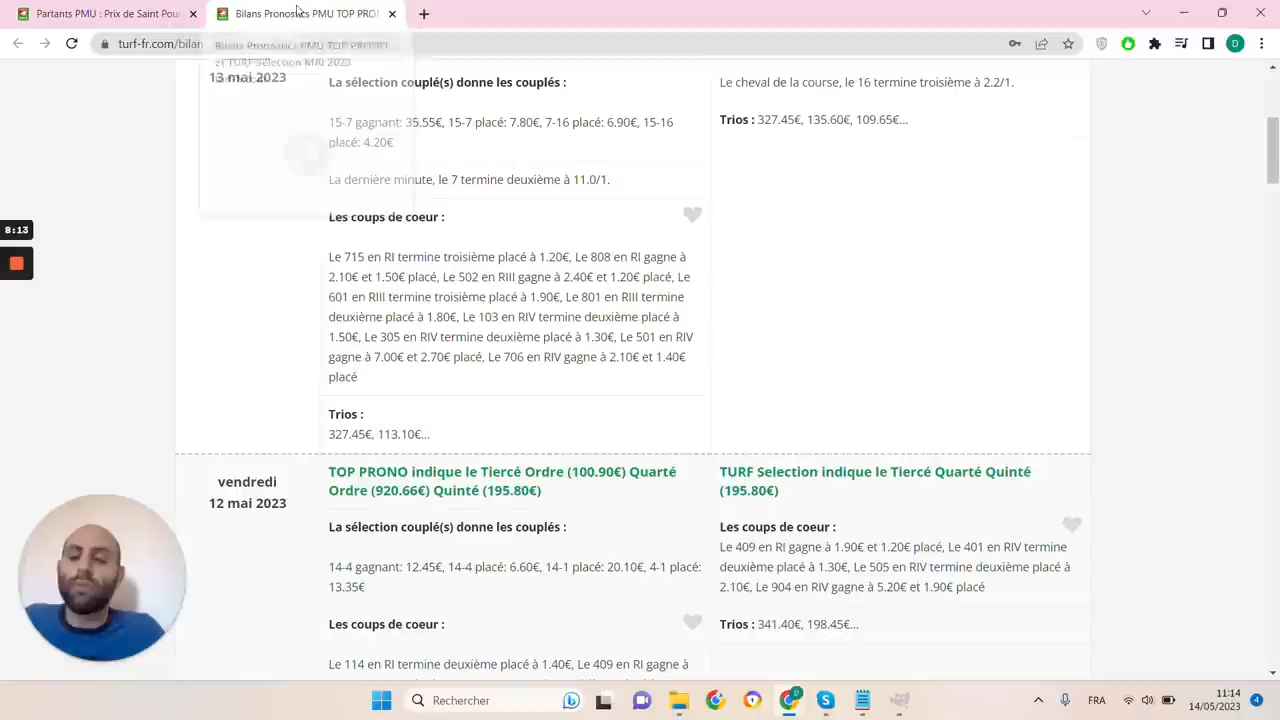 Partants PMU : Prix de Saint Pou
Bilans Pronostics PMU TOP PRO
turf-fr.com/bilan
Bilans Pronostics PMU TOP PRONO
et TURF Selection MAI 2023
13 mai 2023
La sélection couplé(s) donne les couplés :
15-7 gagnant: 35.55€, 15-7 placé: 7.80€, 7-16 placé: 6.90€, 15-16
placé: 4.20€
La dernière minute, le 7 termine deuxième à 11.0/1.
Les coups de coeur :
Le 715 en RI termine troisième placé à 1.20€, Le 808 en RI gagne à
2.10€ et 1.50€ placé, Le 502 en RIII gagne à 2.40€ et 1.20€ placé, Le
601 en RIII termine troisième placé à 1.90€, Le 801 en RIII termine
deuxième placé à 1.80€, Le 103 en RIV termine deuxième placé à
1.50€, Le 305 en RIV termine deuxième placé à 1.30€, Le 501 en RIV
gagne à 7.00€ et 2.70€ placé, Le 706 en RIV gagne à 2.10€ et 1.40€
placé
Trios :
327.45€, 113.10€...
Le cheval de la course, le 16 termine troisième à 2.2/1.
Trios : 327.45€, 135.60€, 109.65€...
8:13
vendredi
12 mai 2023
TOP PRONO indique le Tiercé Ordre (100.90€) Quarté
Ordre (920.66€) Quinté (195.80€)
La sélection couplé(s) donne les couplés :
14-4 gagnant: 12.45€, 14-4 placé: 6.60€, 14-1 placé: 20.10€, 4-1 placé:
13.35€
Les coups de coeur :
Le 114 en RI termine deuxième placé à 1.40€, Le 409 en RI gagne à
TURF Selection indique le Tiercé Quarté Quinté
(195.80€)
Les coups de coeur :
Le 409 en RI gagne à 1.90€ et 1.20€ placé, Le 401 en RIV termine
deuxième placé à 1.30€, Le 505 en RIV termine deuxième placé à
2.10€, Le 904 en RIV gagne à 5.20€ et 1.90€ placé
Trios : 341.40€, 198.45€...
Rechercher
FRA
11:14
14/05/2023
4
D